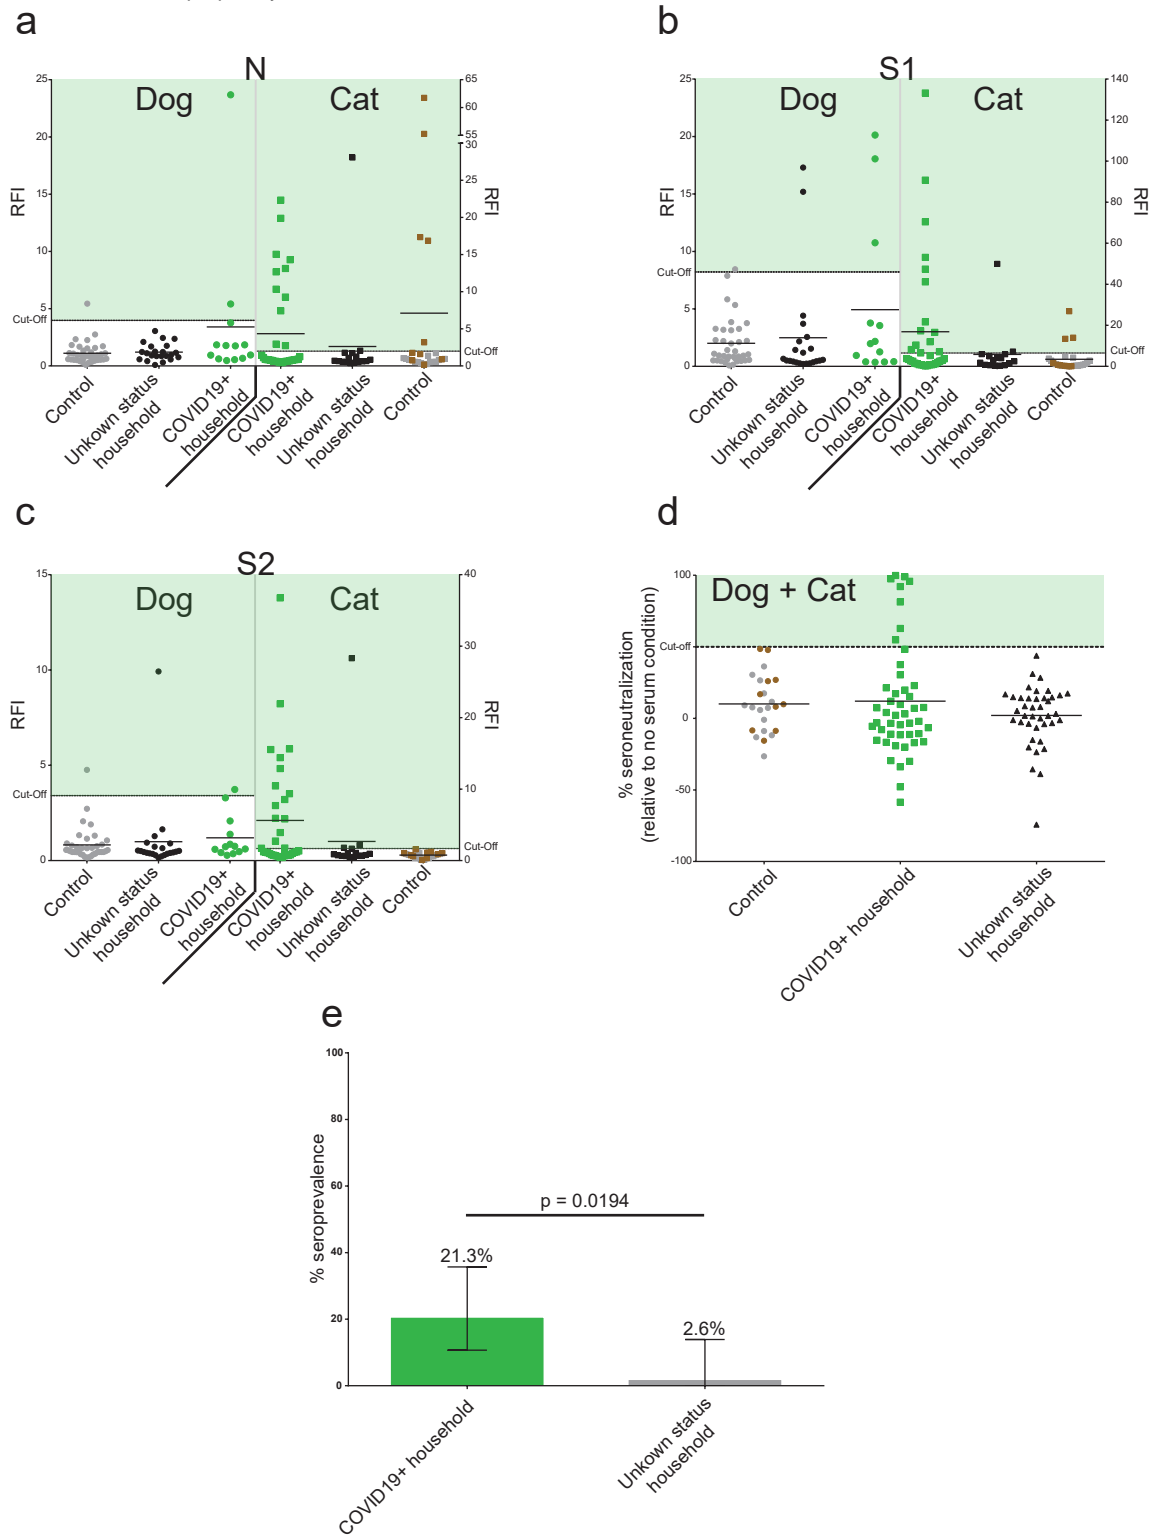 a
N
Dog
Cat
25
20
15
10
5
0
Cut-Off
RFI
65
60
55
30
25
20
15
10
5
0
Cut-Off
RFI
Control
Unkown status
household
COVID19+
household
COVID19+
household
Unkown status
household
Control
b
S1
Dog
Cat
25
20
15
10
5
0
Cut-Off
RFI
140
120
100
80
60
40
20
0
Cut-Off
RFI
Control
Unkown status
household
COVID19+
household
COVID19+
household
Unkown status
household
Control
c
S2
Dog
Cat
15
10
5
0
Cut-Off
RFI
40
30
20
10
0
Cut-Off
RFI
Control
Unkown status
household
COVID19+
household
COVID19+
household
Unkown status
household
Control
d
Dog + Cat
100
Cut-off
0
-50
-100
% seroneutralization
(relative to no serum condition)
Control
COVID19+ household
Unkown status
household
e
100
80
60
40
20
0
% seroprevalence
p = 0.0194
21.3%
2.6%
COVID19+ household
Unkown status
household